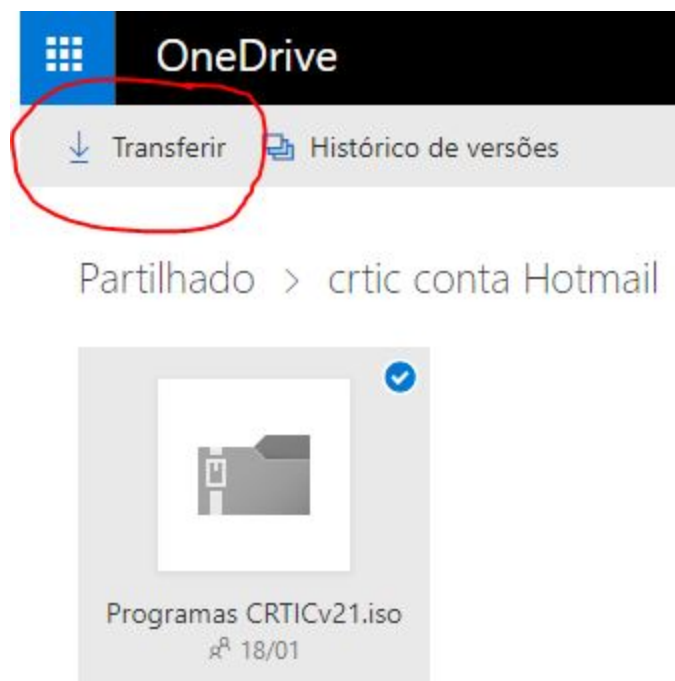 OneDrive
Transferir Histórico de versões
Partilhado > crtic conta Hotmail
Programas CRTICv21.iso
18/01